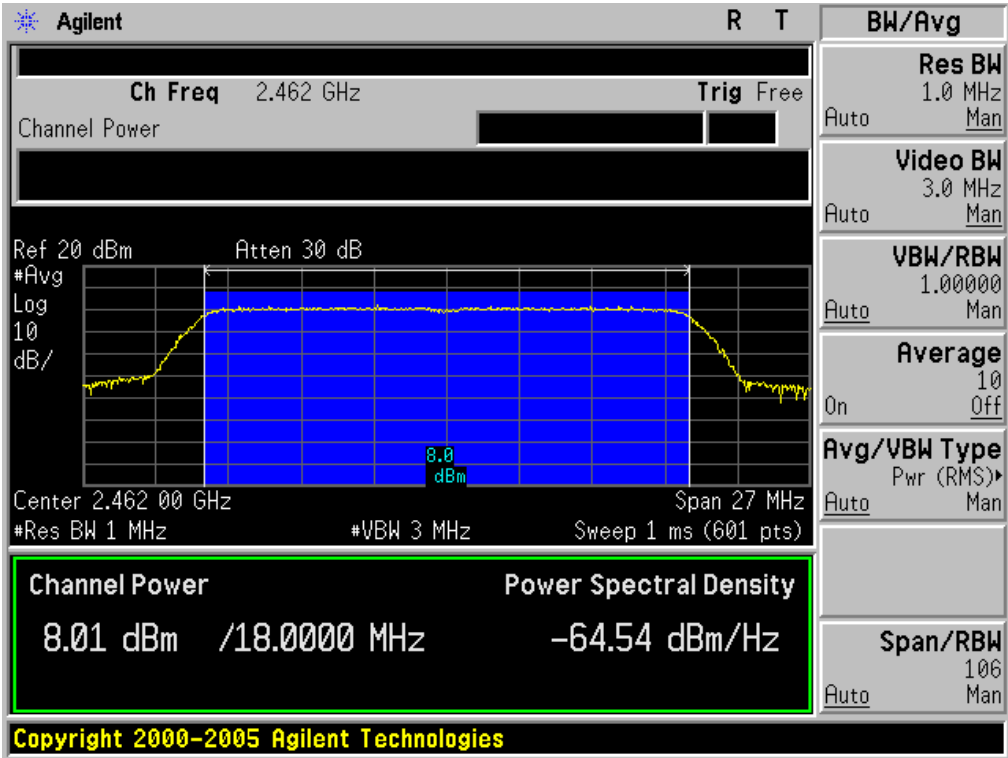 Agilent R T
Ch Freq 2.462 GHz Trig Free
Channel Power
Ref 20 dBm Atten 30 dB
#Avg
Log
10
dB/
8.0
dBm
Center 2.462 00 GHz Span 27 MHz
#Res BW 1 MHz #VBW 3 MHz Sweep 1 ms (601 pts)
Channel Power Power Spectral Density
8.01 dBm /18.0000 MHz -64.54 dBm/Hz
Copyright 2000-2005 Agilent Technologies
BW/Avg
Res BW
1.0 MHz
Auto Man
Video BW
3.0 MHz
Auto Man
VBW/RBW
1.00000
Auto Man
Average
10
On Off
Avg/VBW Type
Pwr (RMS)▸
Auto Man
Span/RBW
106
Auto Man